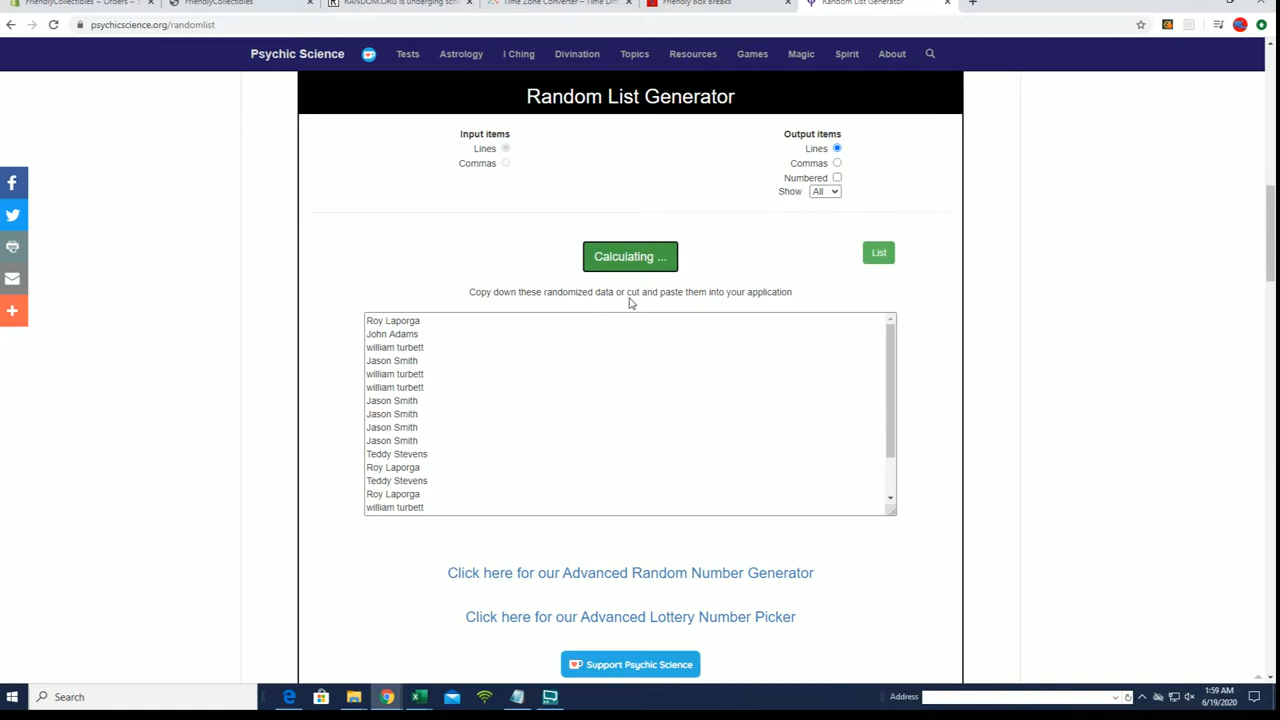 FriendlyCollectibles – Orders – S
FriendlyCollectibles
RANDOM.ORG is undergoing sch
Time Zone Converter – Time Dif
Friendly Box Breaks
Random List Generator
psychicscience.org/randomlist
Psychic Science Tests Astrology I Ching Divination Topics Resources Games Magic Spirit About
Random List Generator
Input items
Lines
Commas
Output items
Lines
Commas
Numbered
Show All
Calculating ...
List
Copy down these randomized data or cut and paste them into your application
Roy Laporga
John Adams
william turbett
Jason Smith
william turbett
william turbett
Jason Smith
Jason Smith
Jason Smith
Jason Smith
Teddy Stevens
Roy Laporga
Teddy Stevens
Roy Laporga
william turbett
Click here for our Advanced Random Number Generator
Click here for our Advanced Lottery Number Picker
Support Psychic Science
Search
Address
1:59 AM
6/19/2020